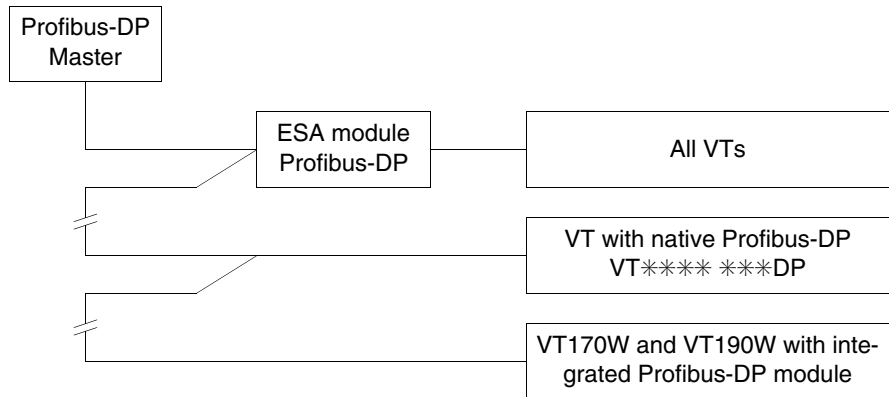 Profibus-DP
Master
ESA module
Profibus-DP
All VTs
VT with native Profibus-DP
VT✳✳✳✳ ✳✳✳DP
VT170W and VT190W with inte-
grated Profibus-DP module